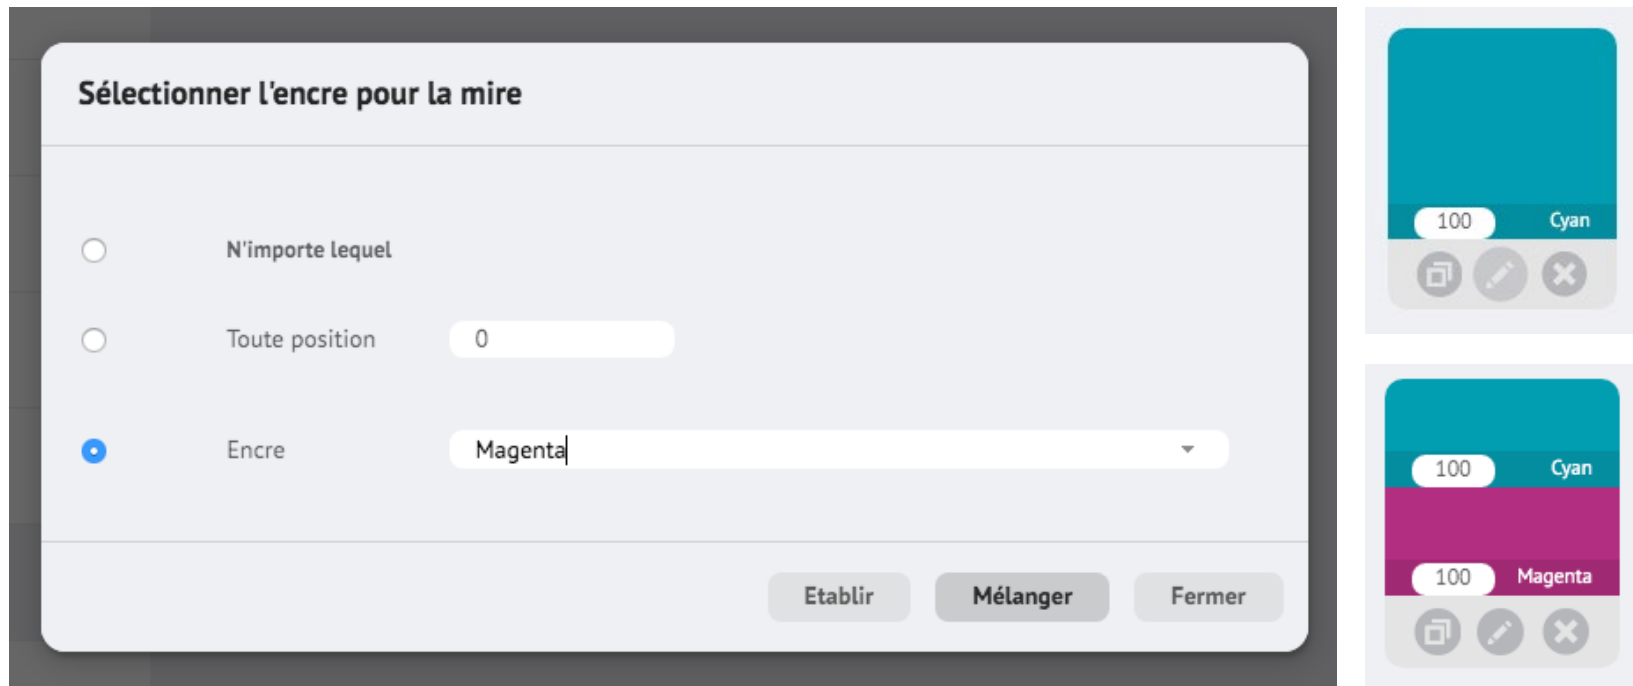 Sélectionner l'encre pour la mire
N'importe lequel
Toute position 0
Encre Magenta
Etablir Mélanger Fermer
100 Cyan
100 Cyan
100 Magenta